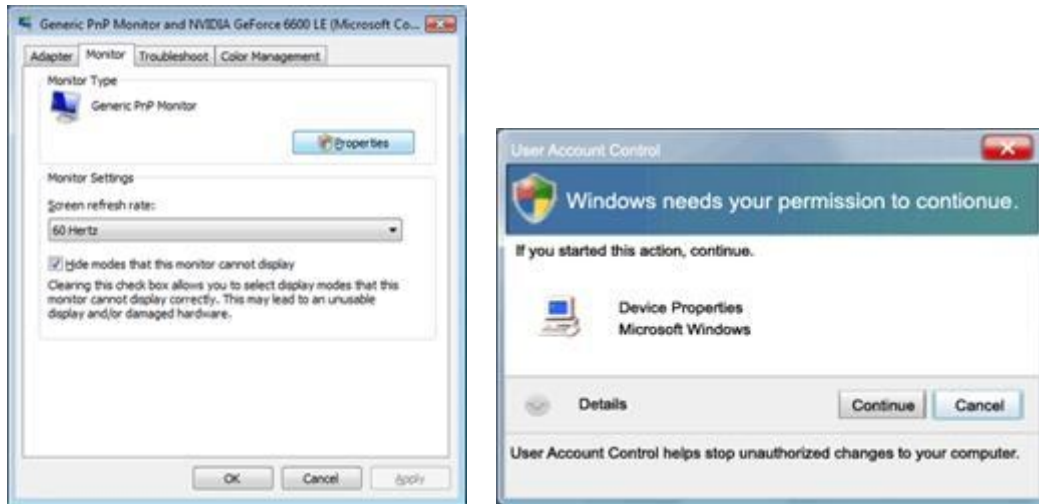 Generic PnP Monitor and NVIDIA GeForce 6600 LE (Microsoft Co...
Adapter Monitor Troubleshoot Color Management
Monitor Type
Generic PnP Monitor
Properties
Monitor Settings
Screen refresh rate:
60 Hertz
Hide modes that this monitor cannot display
Clearing this check box allows you to select display modes that this
monitor cannot display correctly. This may lead to an unusable
display and/or damaged hardware.
OK Cancel Apply
User Account Control
Windows needs your permission to contionue.
If you started this action, continue.
Device Properties
Microsoft Windows
Details Continue Cancel
User Account Control helps stop unauthorized changes to your computer.